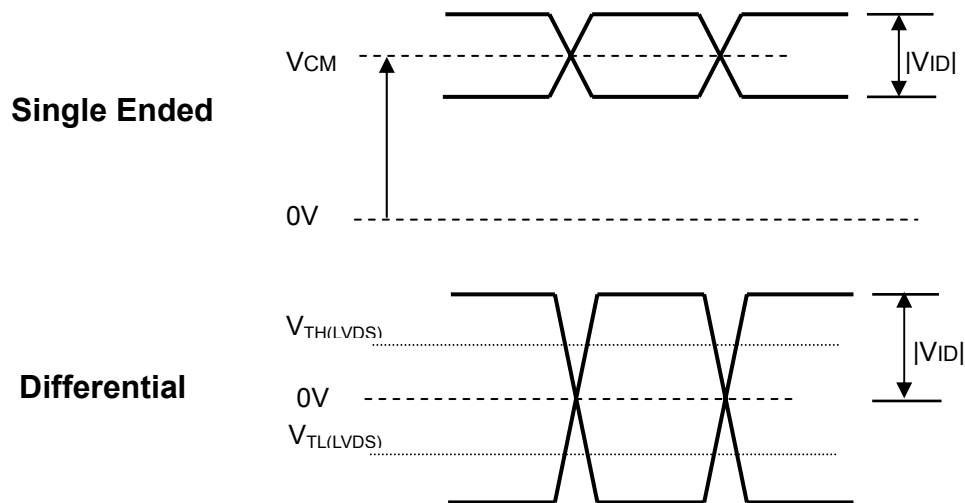 VCM
|VID|
Single Ended
0V
VTH(LVDS)
|VID|
Differential
0V
VTL(LVDS)